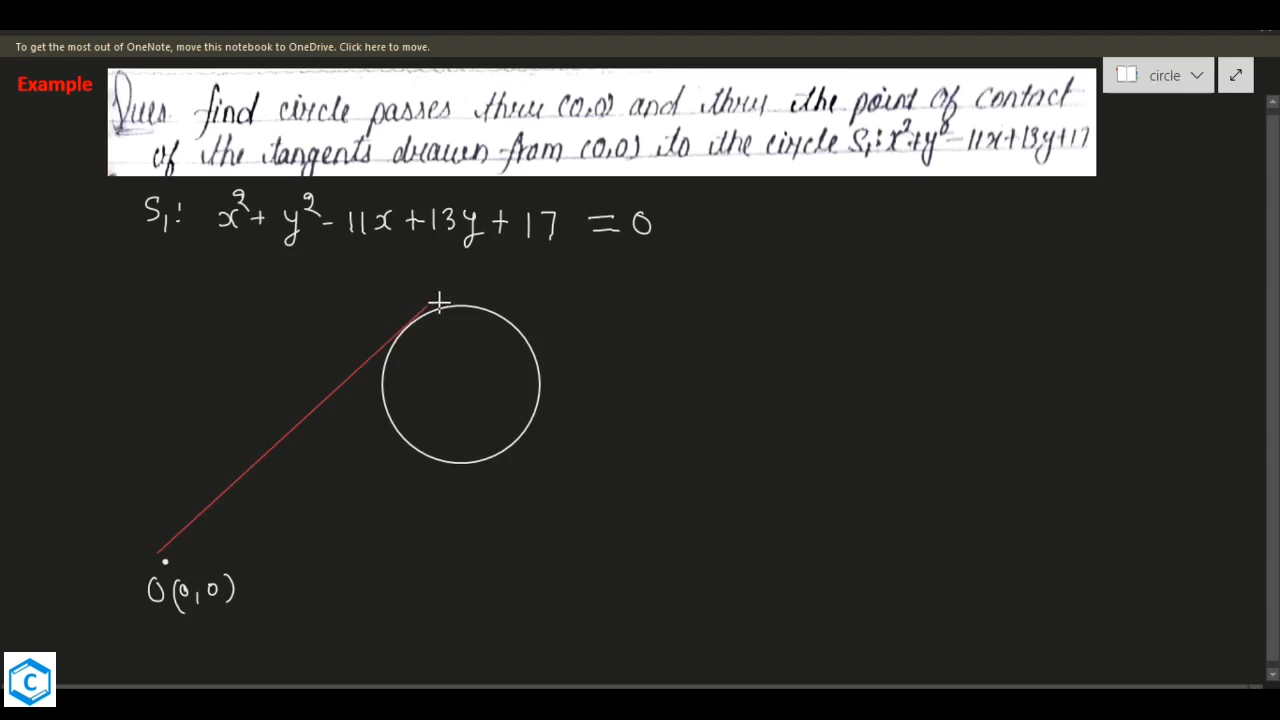 To get the most out of OneNote, move this notebook to OneDrive. Click here to move.
Example
circle
Ques. find circle passes thru (0,0) and thru the point of contact
of the tangents drawn from (0,0) to the circle S₁: x²+y²-11x+13y+17
S₁: x²+ y²-11x+13y+17 = 0
O(0,0)
C